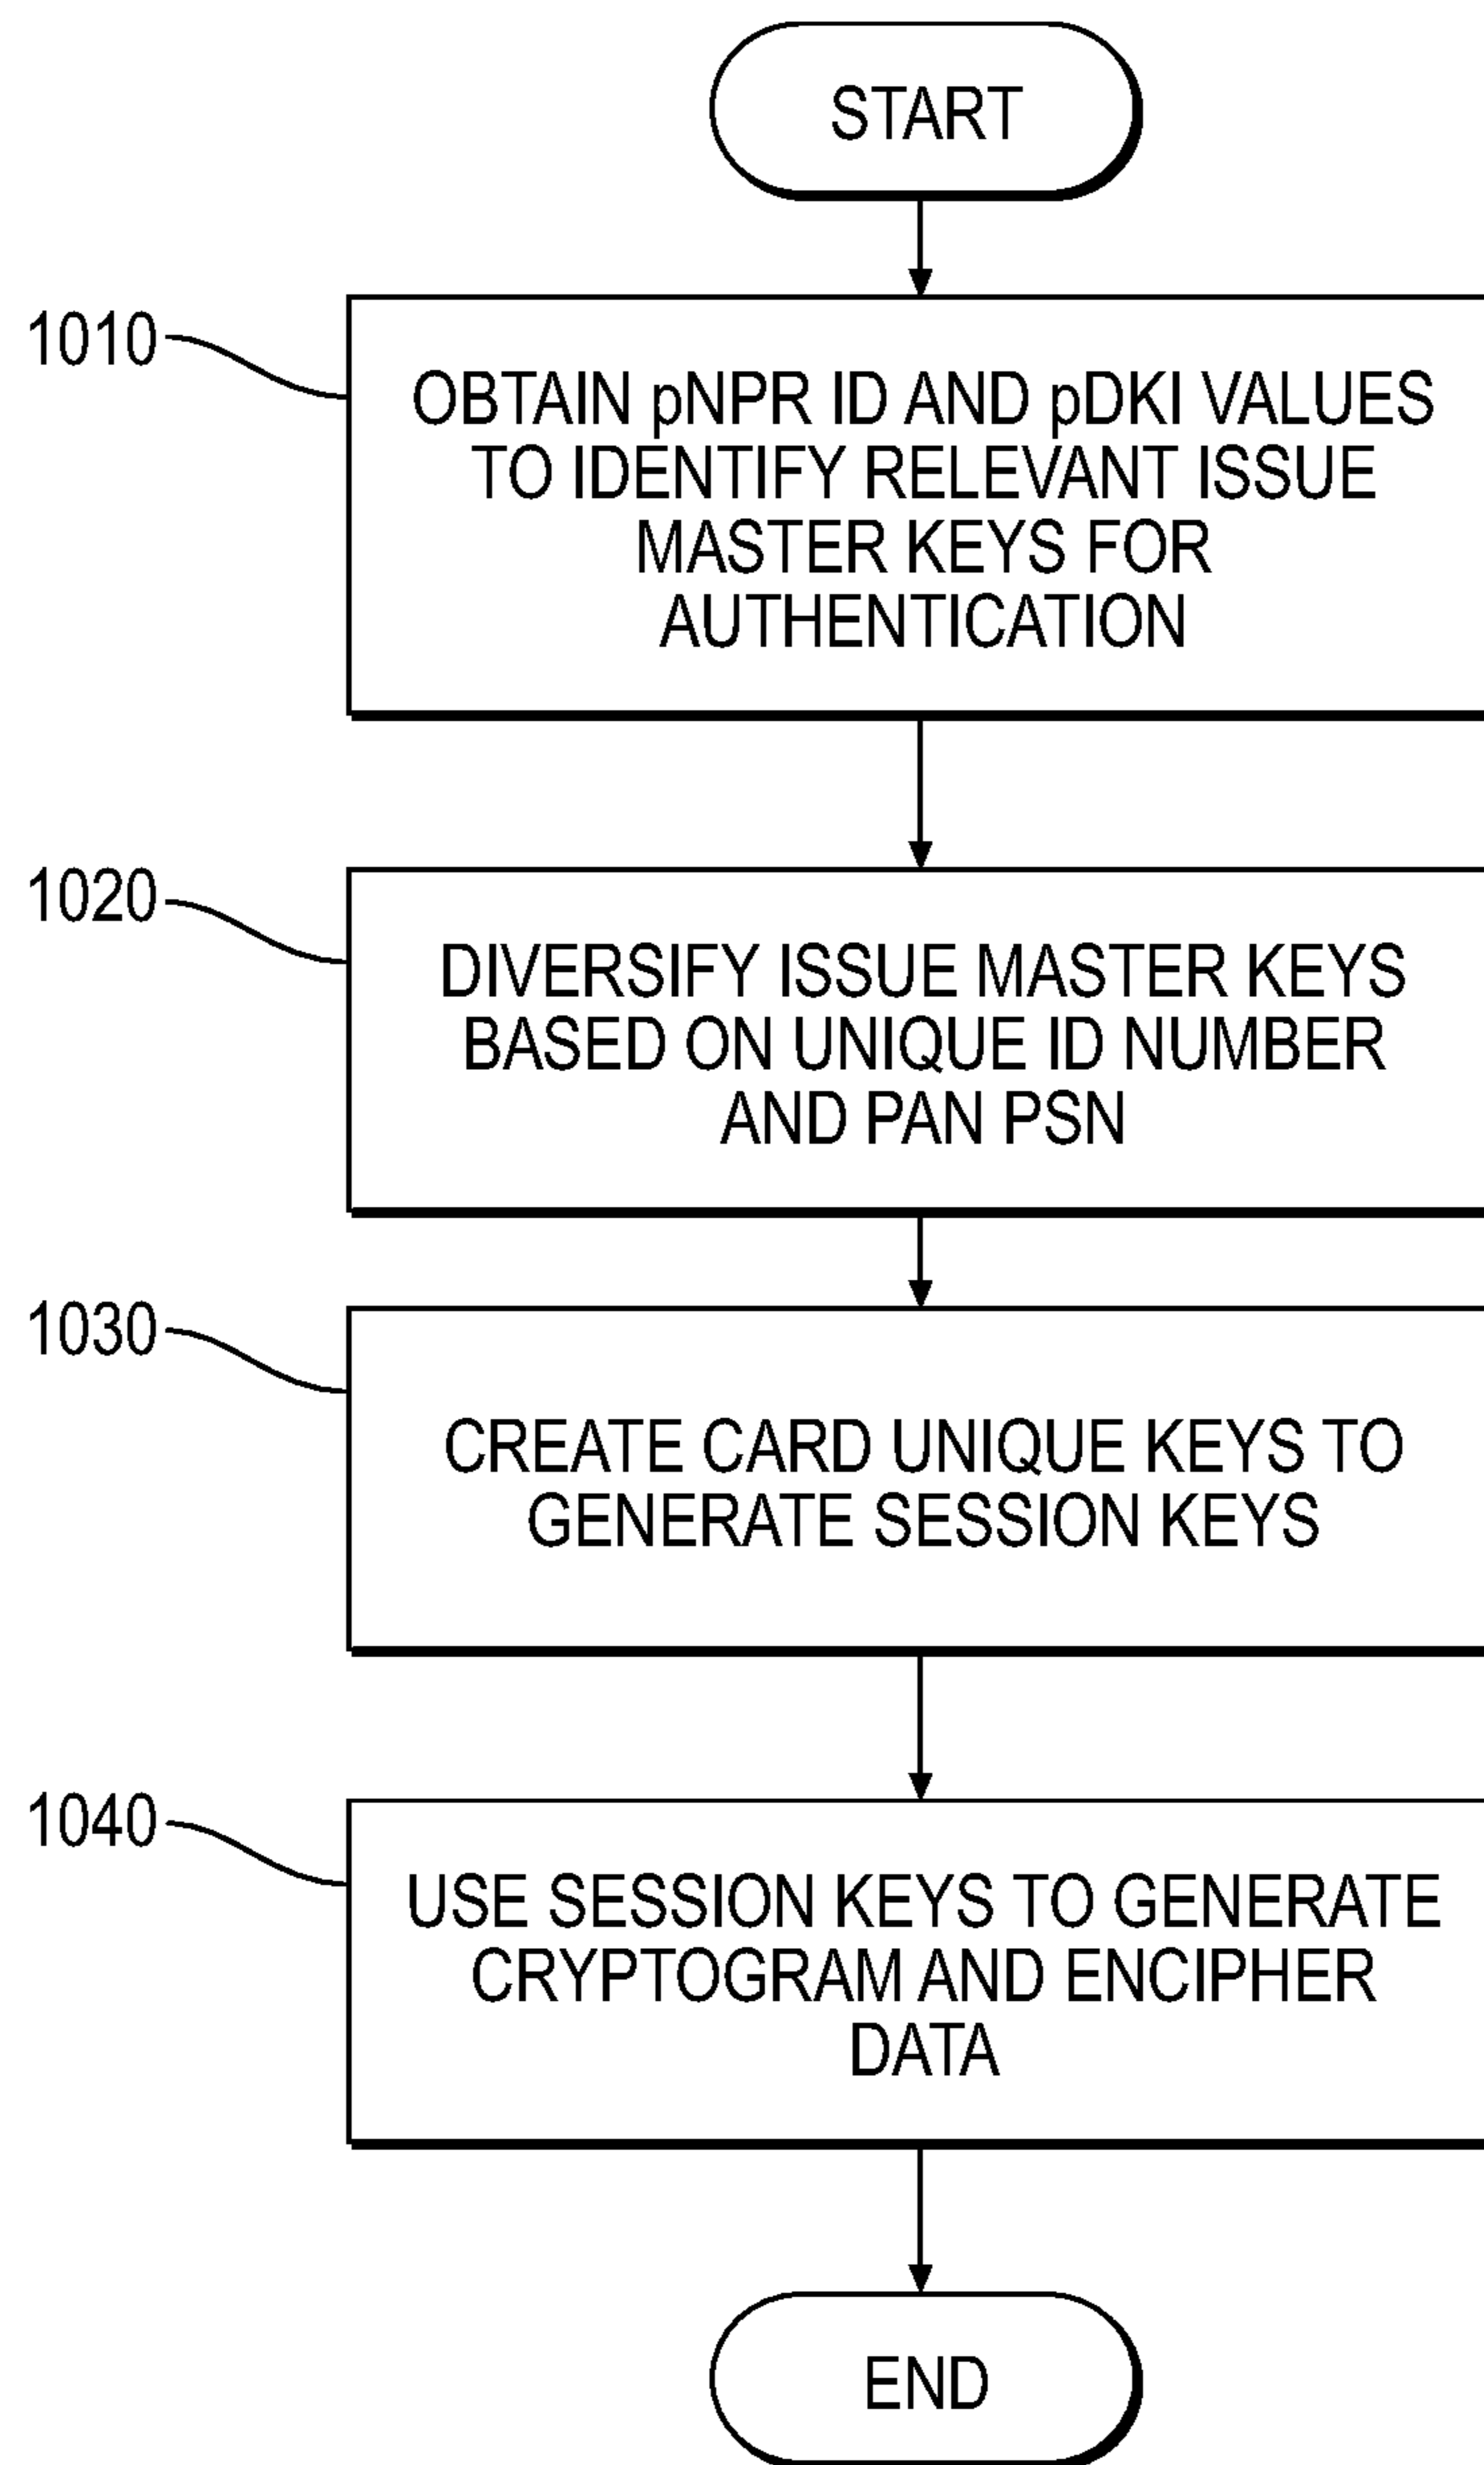 START
1010
OBTAIN pNPR ID AND pDKI VALUES
TO IDENTIFY RELEVANT ISSUE
MASTER KEYS FOR
AUTHENTICATION
1020
DIVERSIFY ISSUE MASTER KEYS
BASED ON UNIQUE ID NUMBER
AND PAN PSN
1030
CREATE CARD UNIQUE KEYS TO
GENERATE SESSION KEYS
1040
USE SESSION KEYS TO GENERATE
CRYPTOGRAM AND ENCIPHER
DATA
END